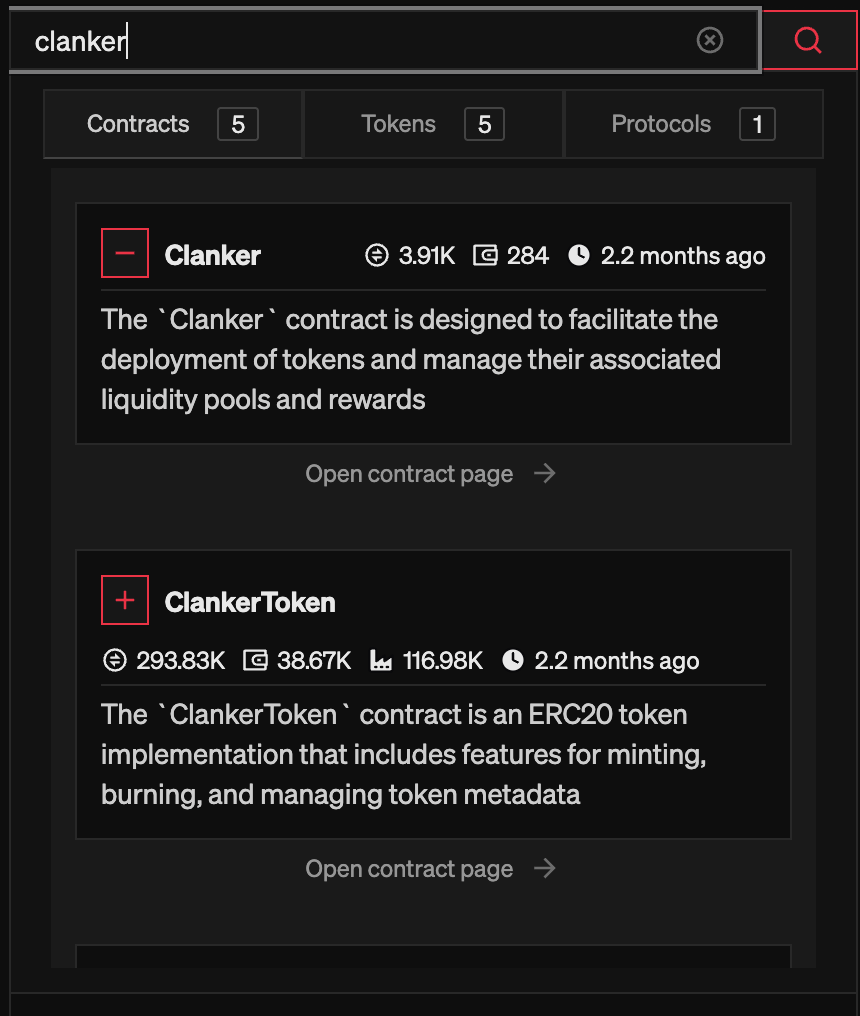 clanker
Contracts 5 Tokens 5 Protocols 1
Clanker 3.91K 284 2.2 months ago
The `Clanker` contract is designed to facilitate the
deployment of tokens and manage their associated
liquidity pools and rewards
Open contract page →
ClankerToken
293.83K 38.67K 116.98K 2.2 months ago
The `ClankerToken` contract is an ERC20 token
implementation that includes features for minting,
burning, and managing token metadata
Open contract page →